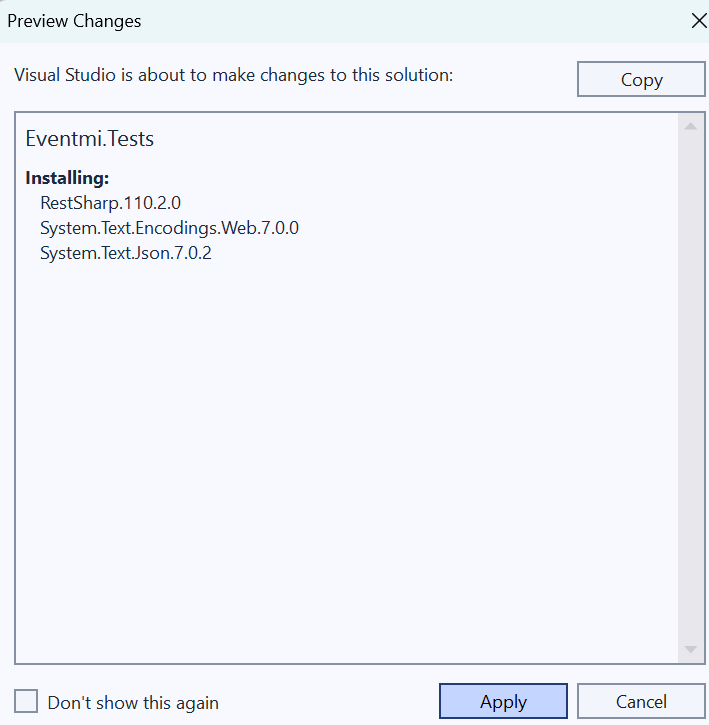 Preview Changes
Visual Studio is about to make changes to this solution:
Copy
Eventmi.Tests
Installing:
RestSharp.110.2.0
System.Text.Encodings.Web.7.0.0
System.Text.Json.7.0.2
Don't show this again
Apply
Cancel